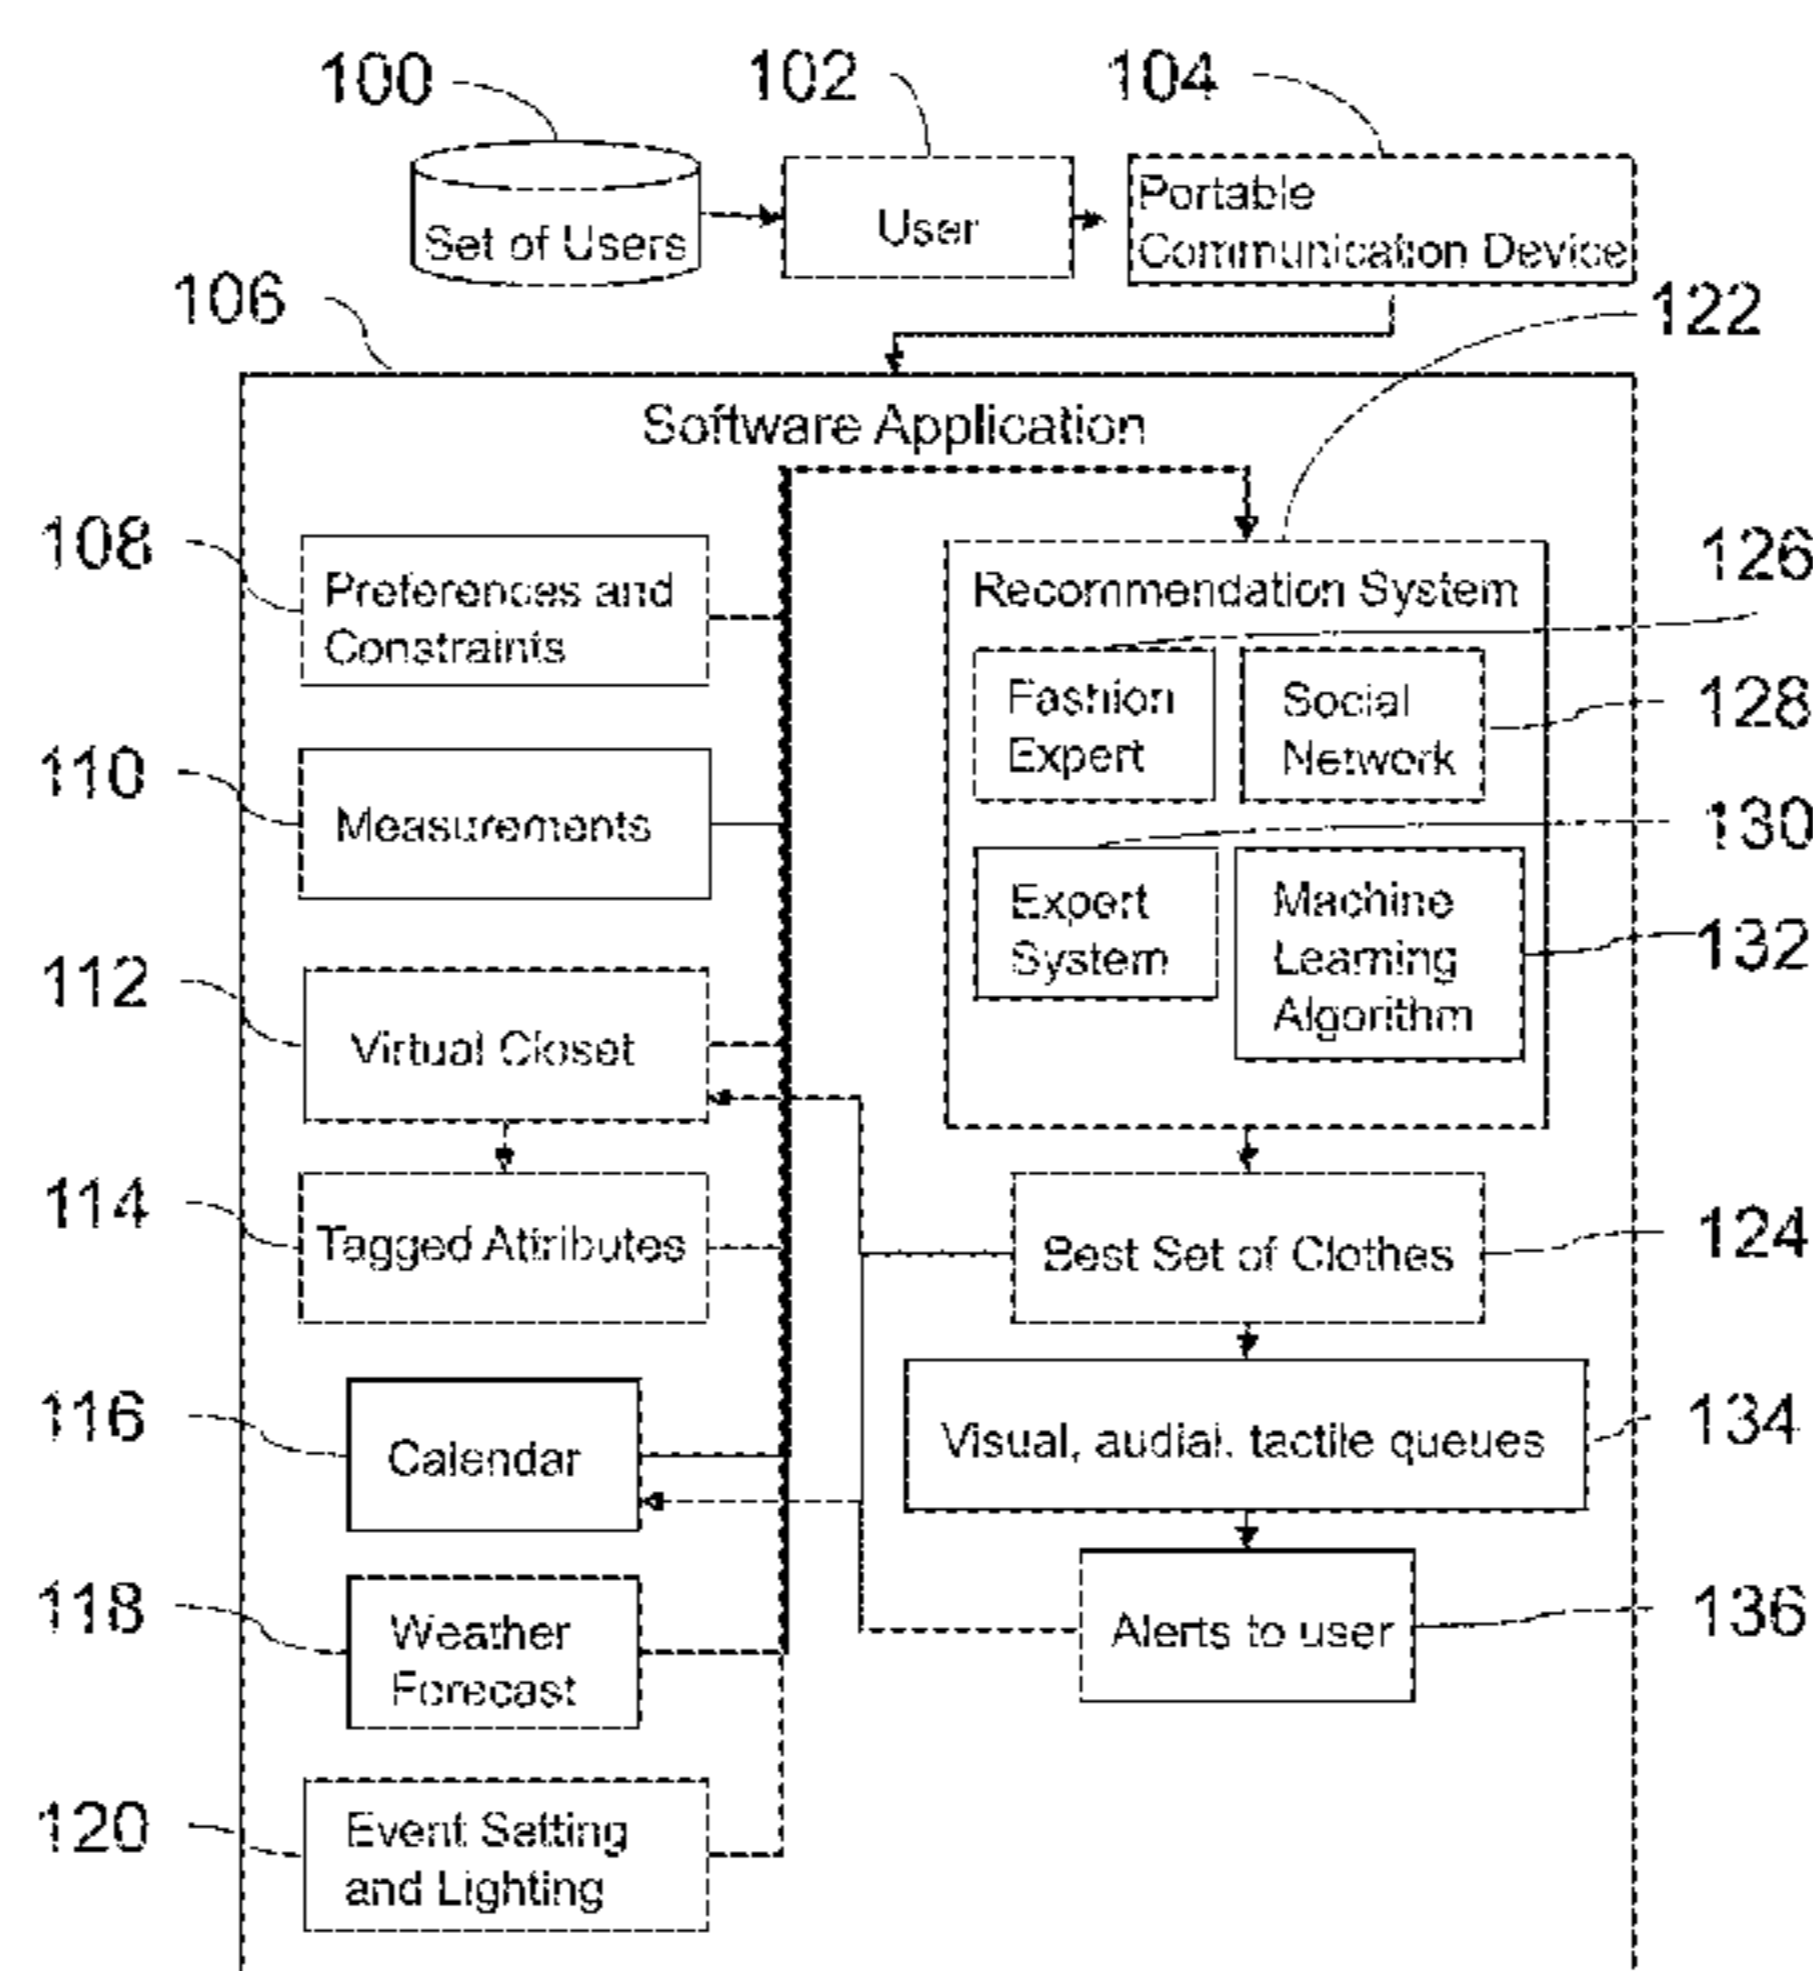 100
102
104
Set of Users
User
Portable
Communication Device
106
122
Software Application
108
Preferences and
Constraints
Recommendation System
126
Fashion
Expert
Social
Network
128
110
Measurements
130
Expert
System
Machine
Learning
Algorithm
132
112
Virtual Closet
114
Tagged Attributes
Best Set of Clothes
124
116
Calendar
Visual, audial, tactile queues
134
118
Weather
Forecast
Alerts to user
136
120
Event Setting
and Lighting